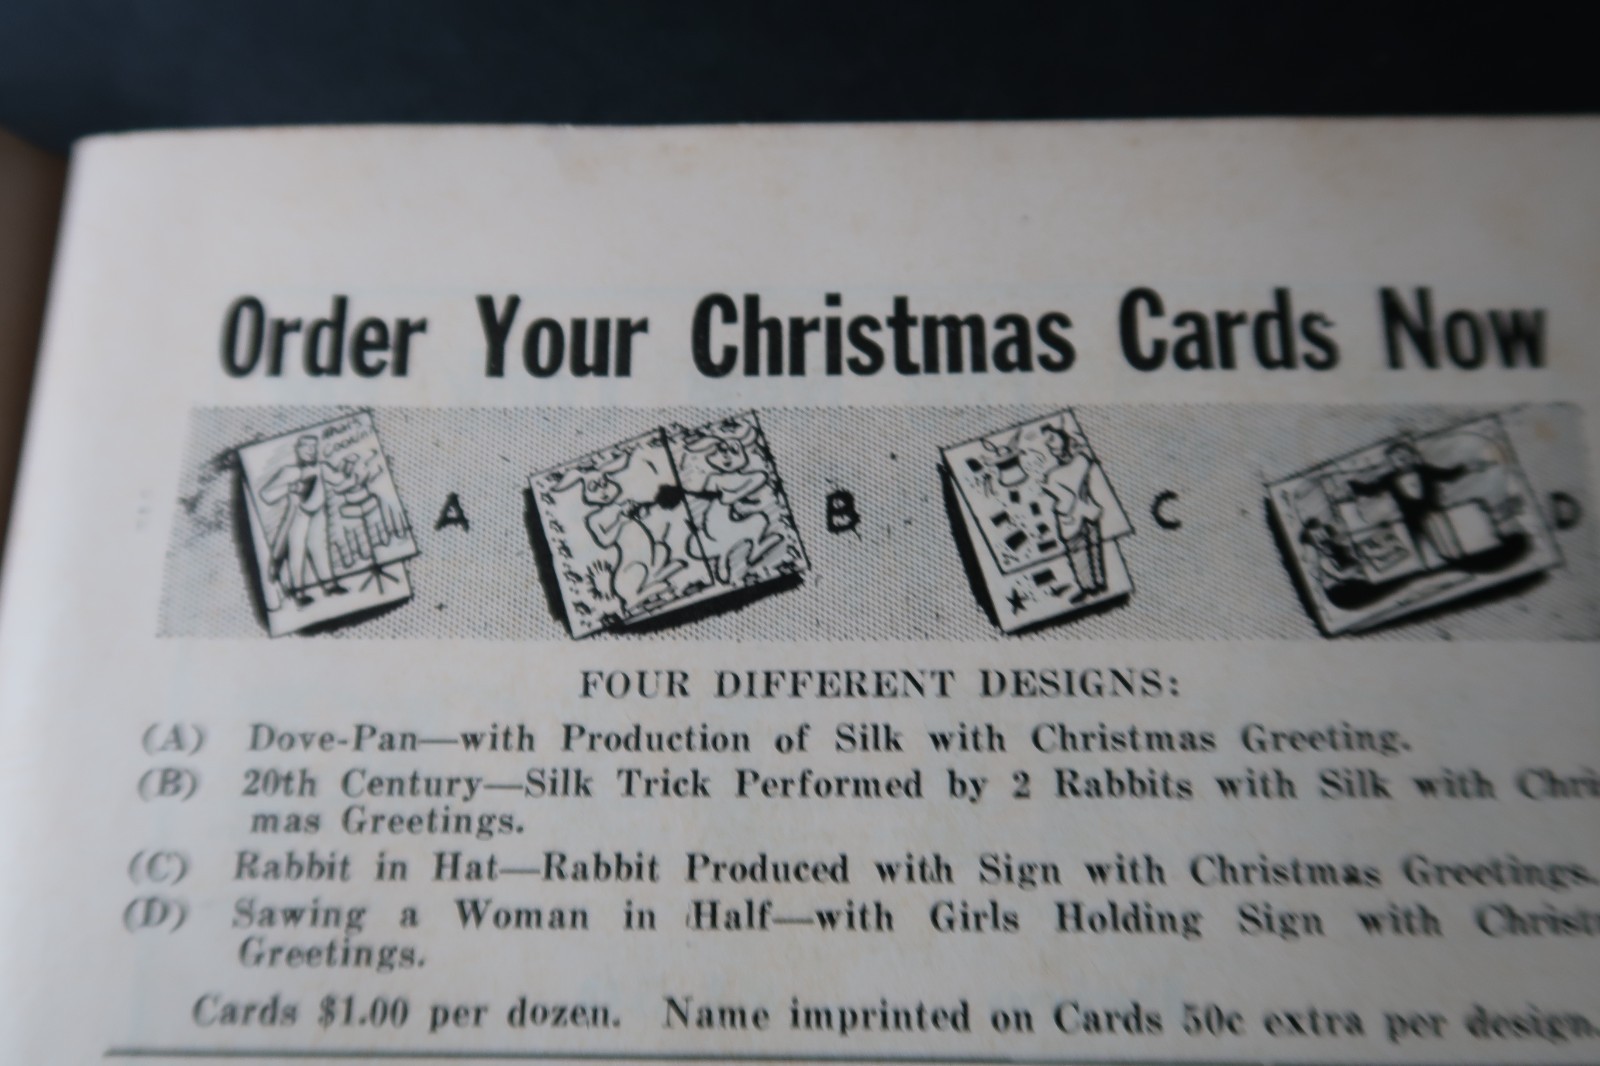 Order Your Christmas Cards Now
A B C D
FOUR DIFFERENT DESIGNS:
(A) Dove-Pan—with Production of Silk with Christmas Greeting.
(B) 20th Century—Silk Trick Performed by 2 Rabbits with Silk with Chri
mas Greetings.
(C) Rabbit in Hat—Rabbit Produced with Sign with Christmas Greetings.
(D) Sawing a Woman in Half—with Girls Holding Sign with Christ
Greetings.
Cards $1.00 per dozen. Name imprinted on Cards 50c extra per design.